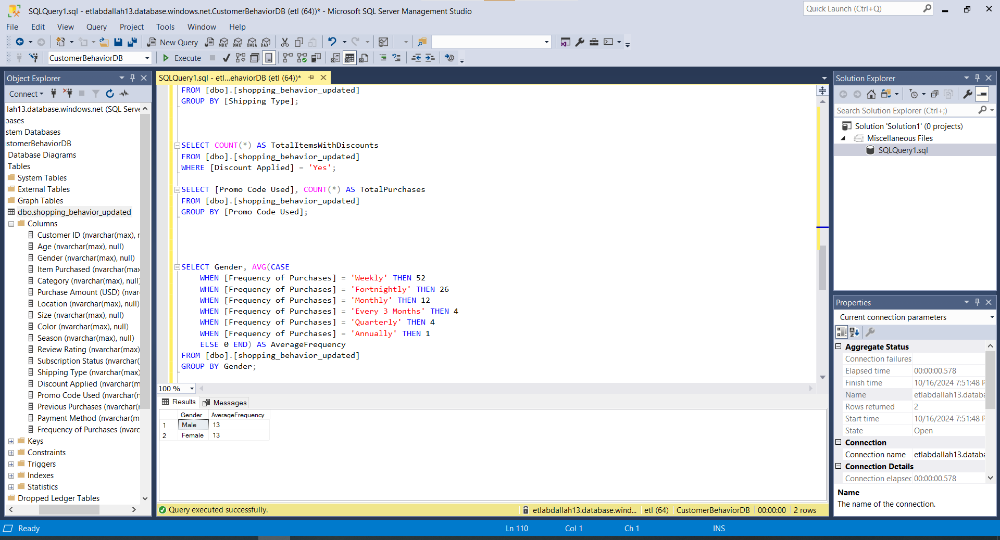 SQLQuery1.sql - etlabdallah13.database.windows.net.CustomerBehaviorDB (etl (64))* - Microsoft SQL Server Management Studio
Quick Launch (Ctrl+Q)
File Edit View Query Project Tools Window Help
New Query MDX DMX XMLA DAX
CustomerBehaviorDB Execute
Object Explorer
Connect
llah13.database.windows.net (SQL Serve
bases
stem Databases
ustomerBehaviorDB
Database Diagrams
Tables
System Tables
External Tables
Graph Tables
dbo.shopping_behavior_updated
Columns
Customer ID (nvarchar(max), n
Age (nvarchar(max), null)
Gender (nvarchar(max), null)
Item Purchased (nvarchar(max
Category (nvarchar(max), null)
Purchase Amount (USD) (nvar
Location (nvarchar(max), null)
Size (nvarchar(max), null)
Color (nvarchar(max), null)
Season (nvarchar(max), null)
Review Rating (nvarchar(max)
Subscription Status (nvarchar(
Shipping Type (nvarchar(max)
Discount Applied (nvarchar(m
Promo Code Used (nvarchar(n
Previous Purchases (nvarchar(
Payment Method (nvarchar(m
Frequency of Purchases (nvarc
Keys
Constraints
Triggers
Indexes
Statistics
Dropped Ledger Tables
SQLQuery1.sql - etl...ehaviorDB (etl (64))*
FROM [dbo].[shopping_behavior_updated]
GROUP BY [Shipping Type];
SELECT COUNT(*) AS TotalItemsWithDiscounts
FROM [dbo].[shopping_behavior_updated]
WHERE [Discount Applied] = 'Yes';
SELECT [Promo Code Used], COUNT(*) AS TotalPurchases
FROM [dbo].[shopping_behavior_updated]
GROUP BY [Promo Code Used];
SELECT Gender, AVG(CASE
WHEN [Frequency of Purchases] = 'Weekly' THEN 52
WHEN [Frequency of Purchases] = 'Fortnightly' THEN 26
WHEN [Frequency of Purchases] = 'Monthly' THEN 12
WHEN [Frequency of Purchases] = 'Every 3 Months' THEN 4
WHEN [Frequency of Purchases] = 'Quarterly' THEN 4
WHEN [Frequency of Purchases] = 'Annually' THEN 1
ELSE 0 END) AS AverageFrequency
FROM [dbo].[shopping_behavior_updated]
GROUP BY Gender;
100 %
Results Messages
Gender AverageFrequency
1 Male 13
2 Female 13
Query executed successfully.
etlabdallah13.database.wind... etl (64) CustomerBehaviorDB 00:00:00 2 rows
Solution Explorer
Search Solution Explorer (Ctrl+;)
Solution 'Solution1' (0 projects)
Miscellaneous Files
SQLQuery1.sql
Properties
Current connection parameters
Aggregate Status
Connection failures
Elapsed time 00:00:00.578
Finish time 10/16/2024 7:51:48 P
Name etlabdallah13.databa
Rows returned 2
Start time 10/16/2024 7:51:48 P
State Open
Connection
Connection name etlabdallah13.databa
Connection Details
Connection elapsec 00:00:00.578
Name
The name of the connection.
Ready Ln 110 Col 1 Ch 1 INS